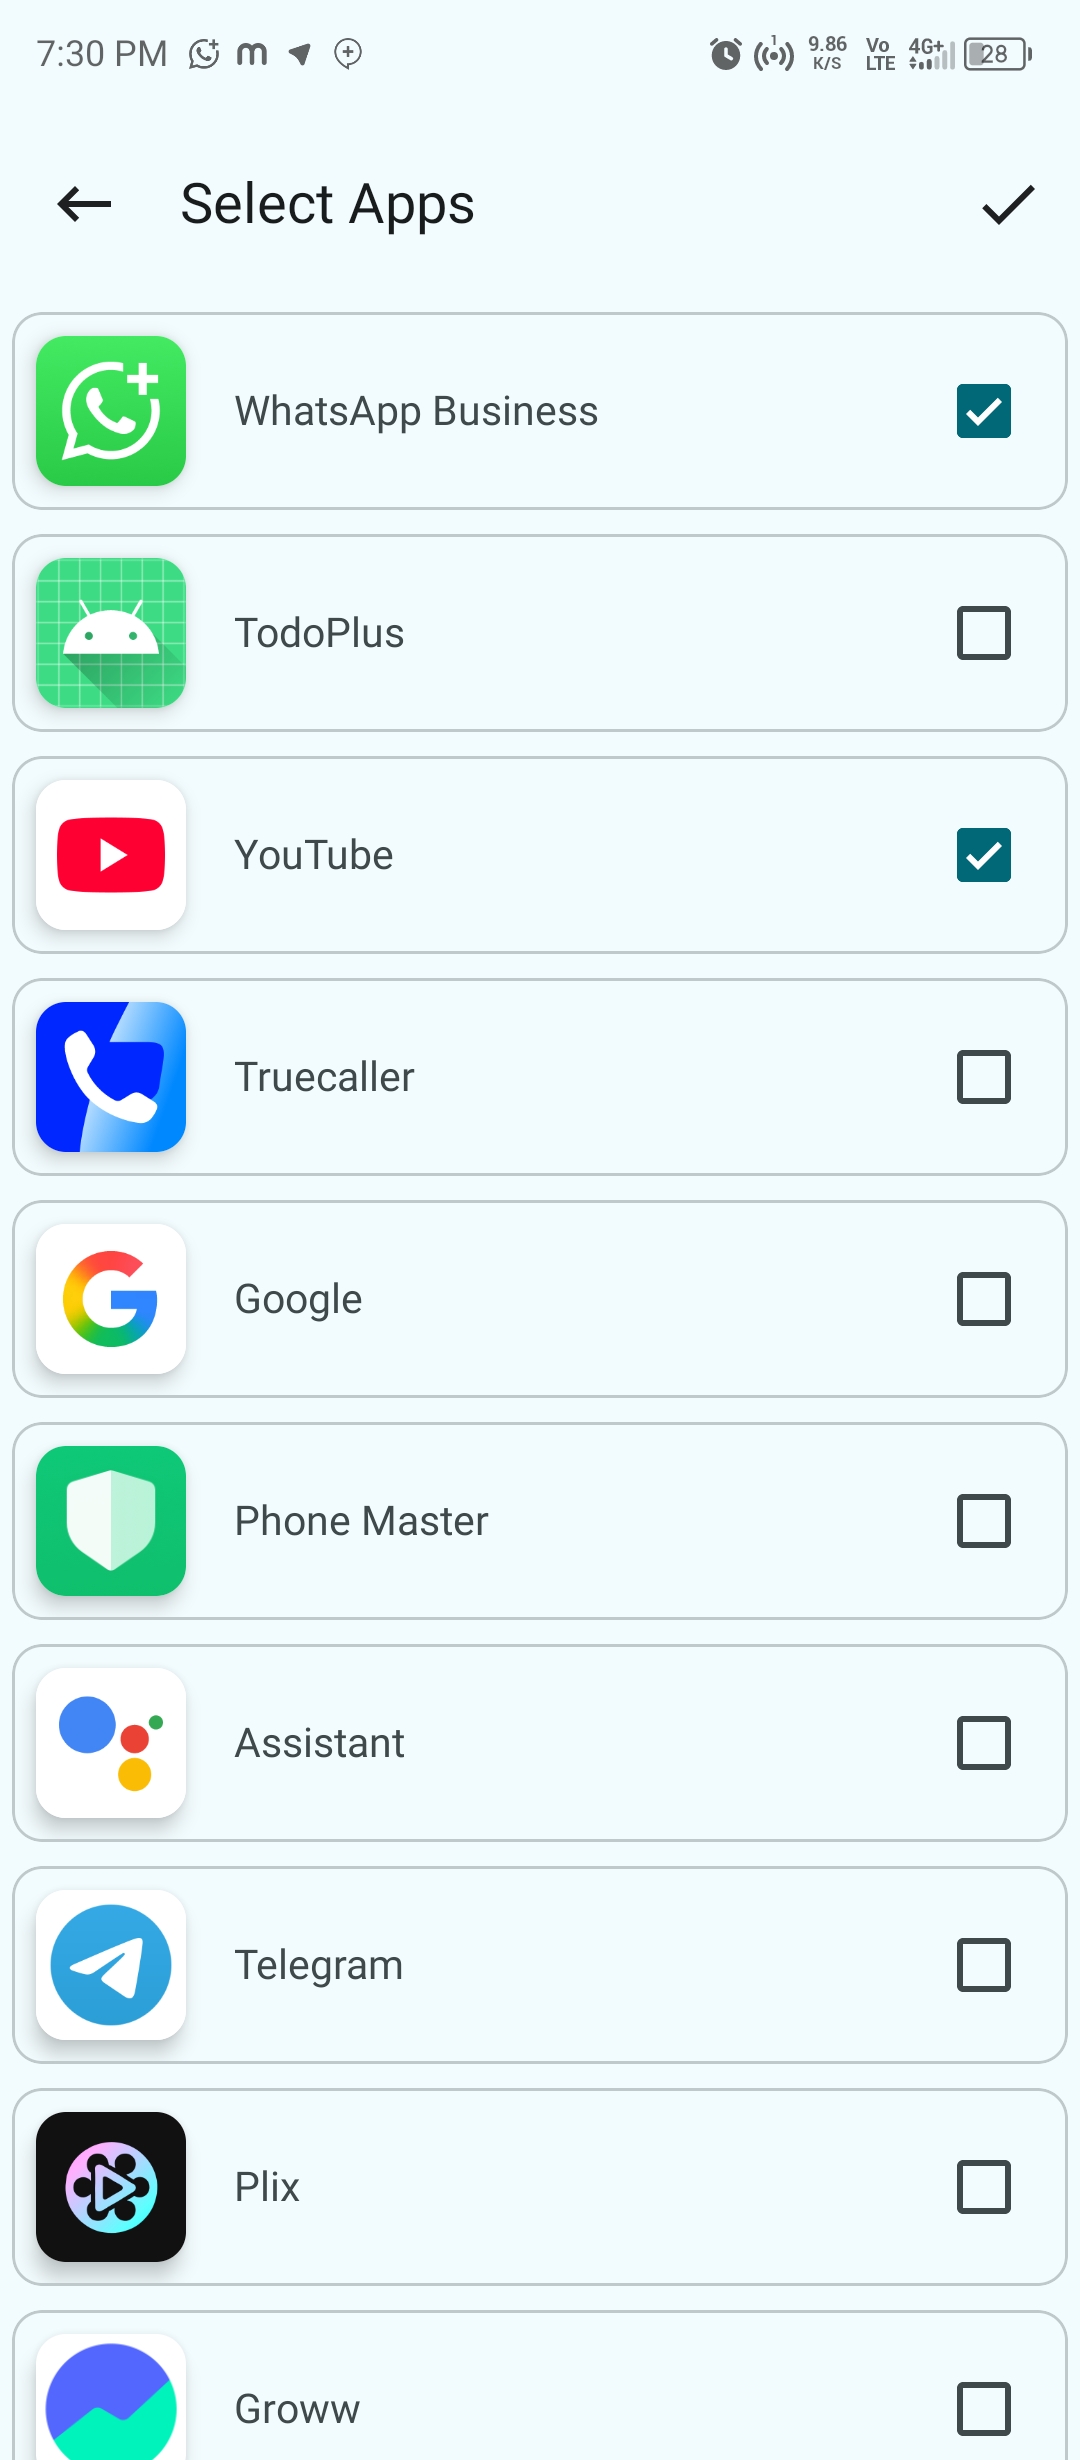 7:30 PM m 1 9.86 K/S Vo LTE 4G+ 28
Select Apps
WhatsApp Business
TodoPlus
YouTube
Truecaller
Google
Phone Master
Assistant
Telegram
Plix
Groww